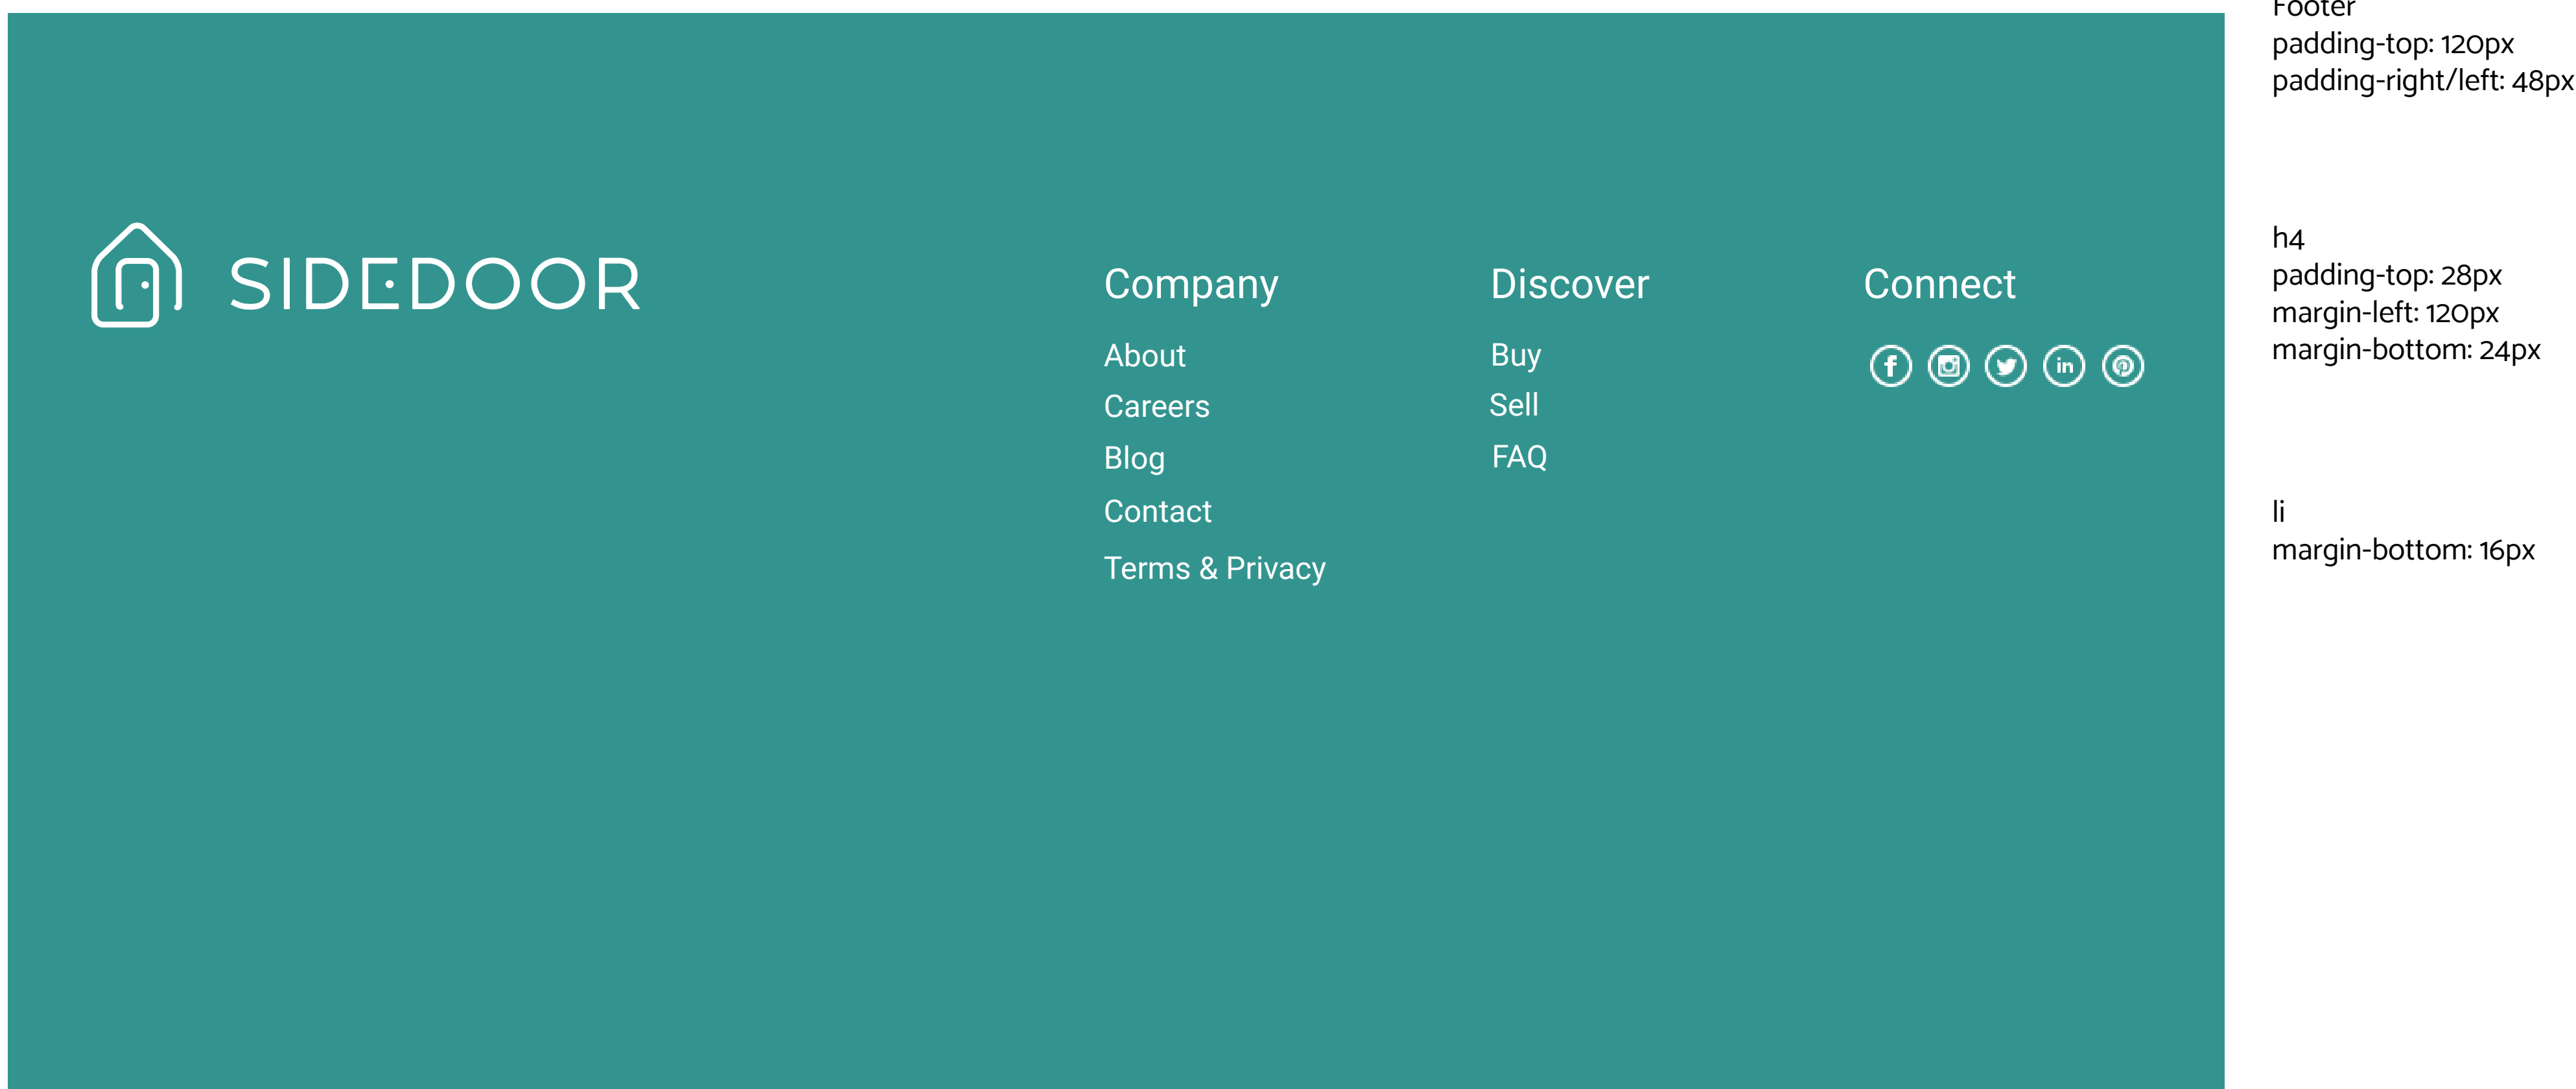 Footer
padding-top: 120px
padding-right/left: 48px
SIDEDOOR
Company
About
Careers
Blog
Contact
Terms & Privacy
Discover
Buy
Sell
FAQ
Connect
f
in
h4
padding-top: 28px
margin-left: 120px
margin-bottom: 24px
li
margin-bottom: 16px